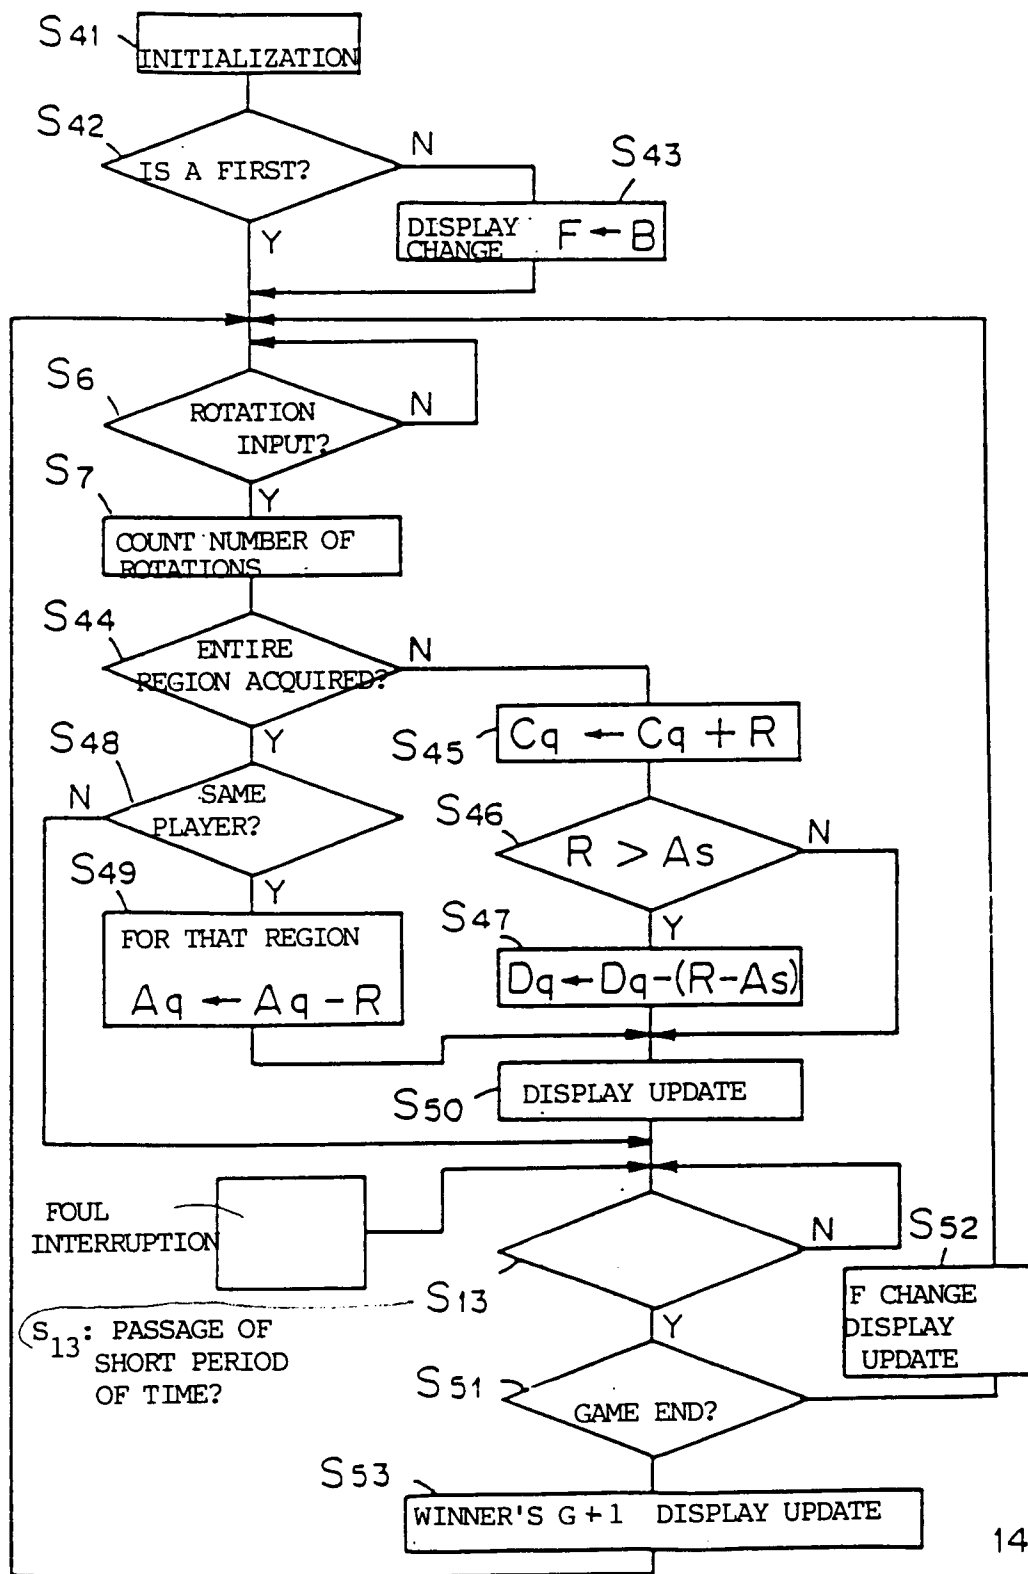 S41
INITIALIZATION
S42
IS A FIRST?
N
Y
S43
DISPLAY
CHANGE F ← B
S6
ROTATION
INPUT?
N
Y
S7
COUNT NUMBER OF
ROTATIONS
S44
ENTIRE
REGION ACQUIRED?
N
Y
S45
Cq ← Cq + R
S48
SAME
PLAYER?
N
Y
S46
R > As
N
Y
S49
FOR THAT REGION
Aq ← Aq - R
S47
Dq ← Dq-(R-As)
S50
DISPLAY UPDATE
FOUL
INTERRUPTION
N
S13
Y
S52
F CHANGE
DISPLAY
UPDATE
S13: PASSAGE OF
SHORT PERIOD
OF TIME?
S51
GAME END?
S53
WINNER'S G + 1 DISPLAY UPDATE
14